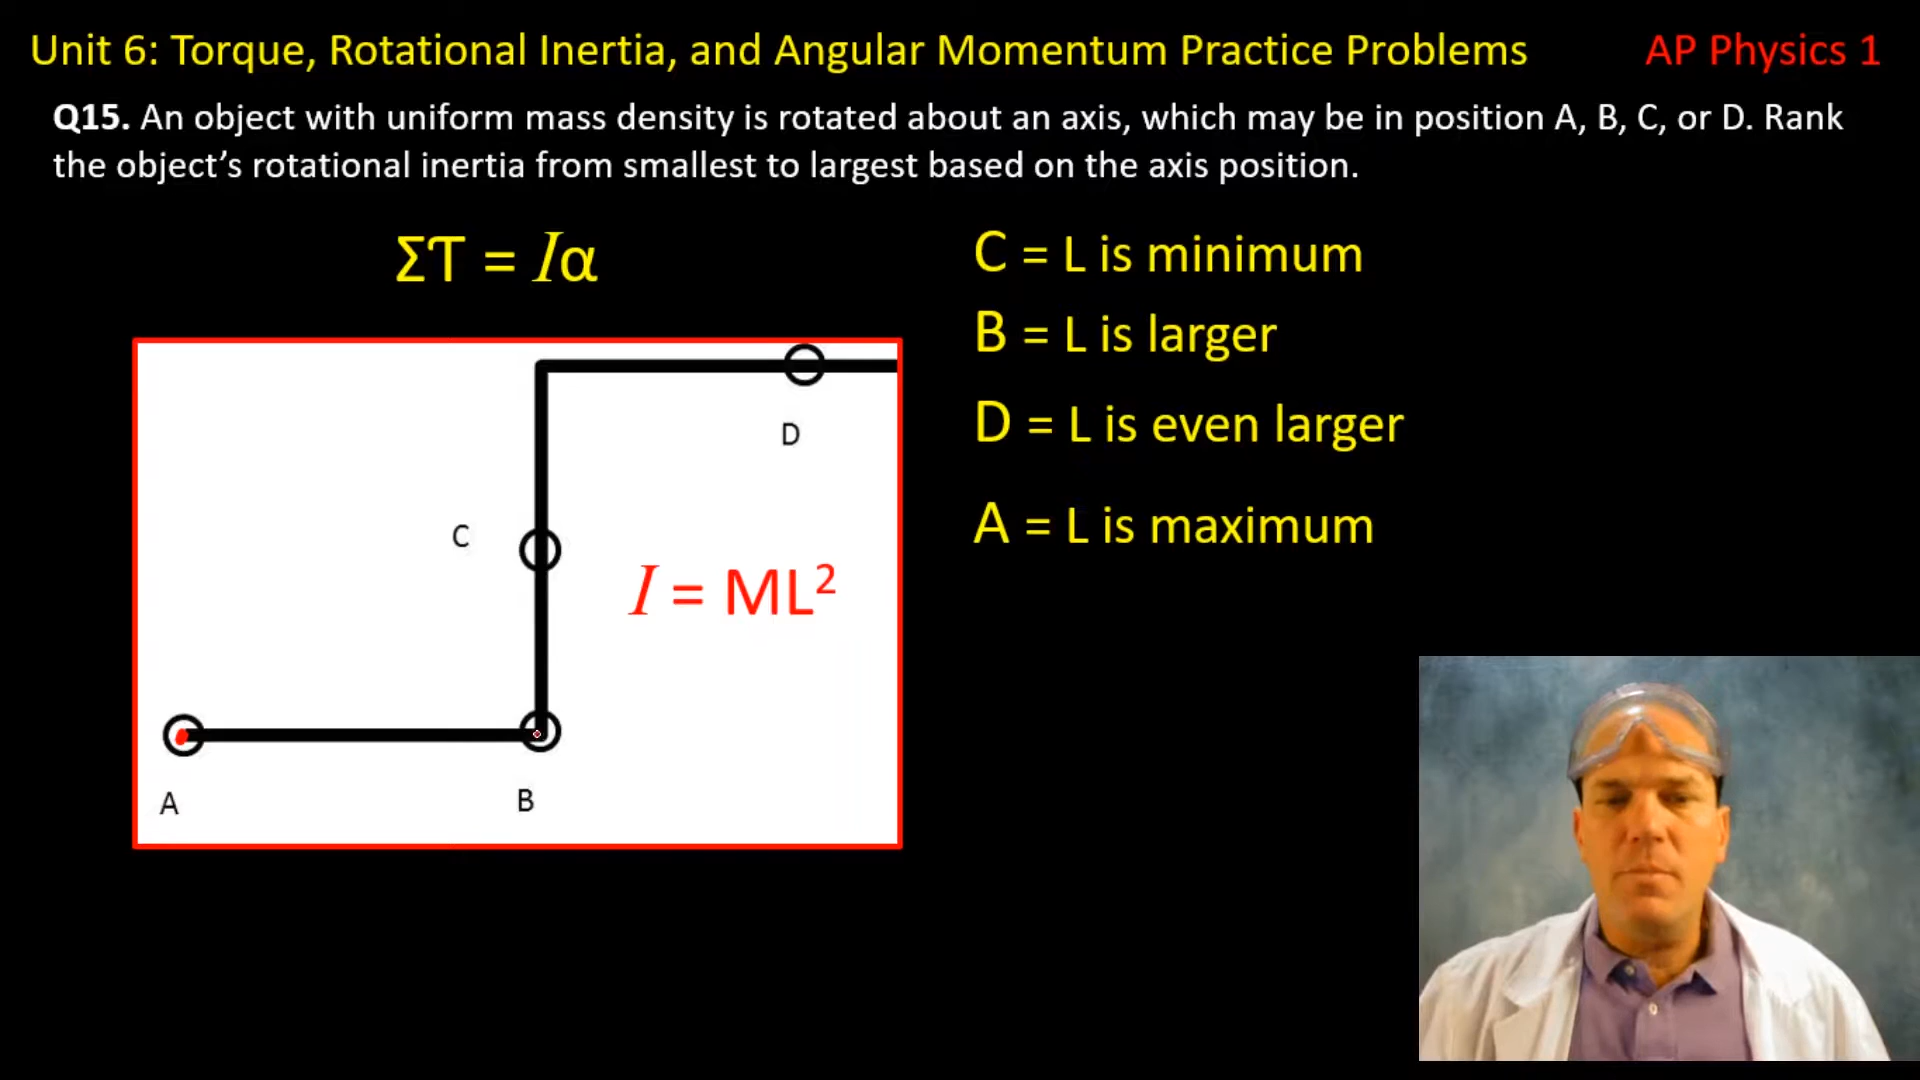 Unit 6: Torque, Rotational Inertia, and Angular Momentum Practice Problems
AP Physics 1
Q15. An object with uniform mass density is rotated about an axis, which may be in position A, B, C, or D. Rank
the object’s rotational inertia from smallest to largest based on the axis position.
ΣƬ = Iα
C = L is minimum
B = L is larger
D = L is even larger
A = L is maximum
D
C
I = ML²
A
B